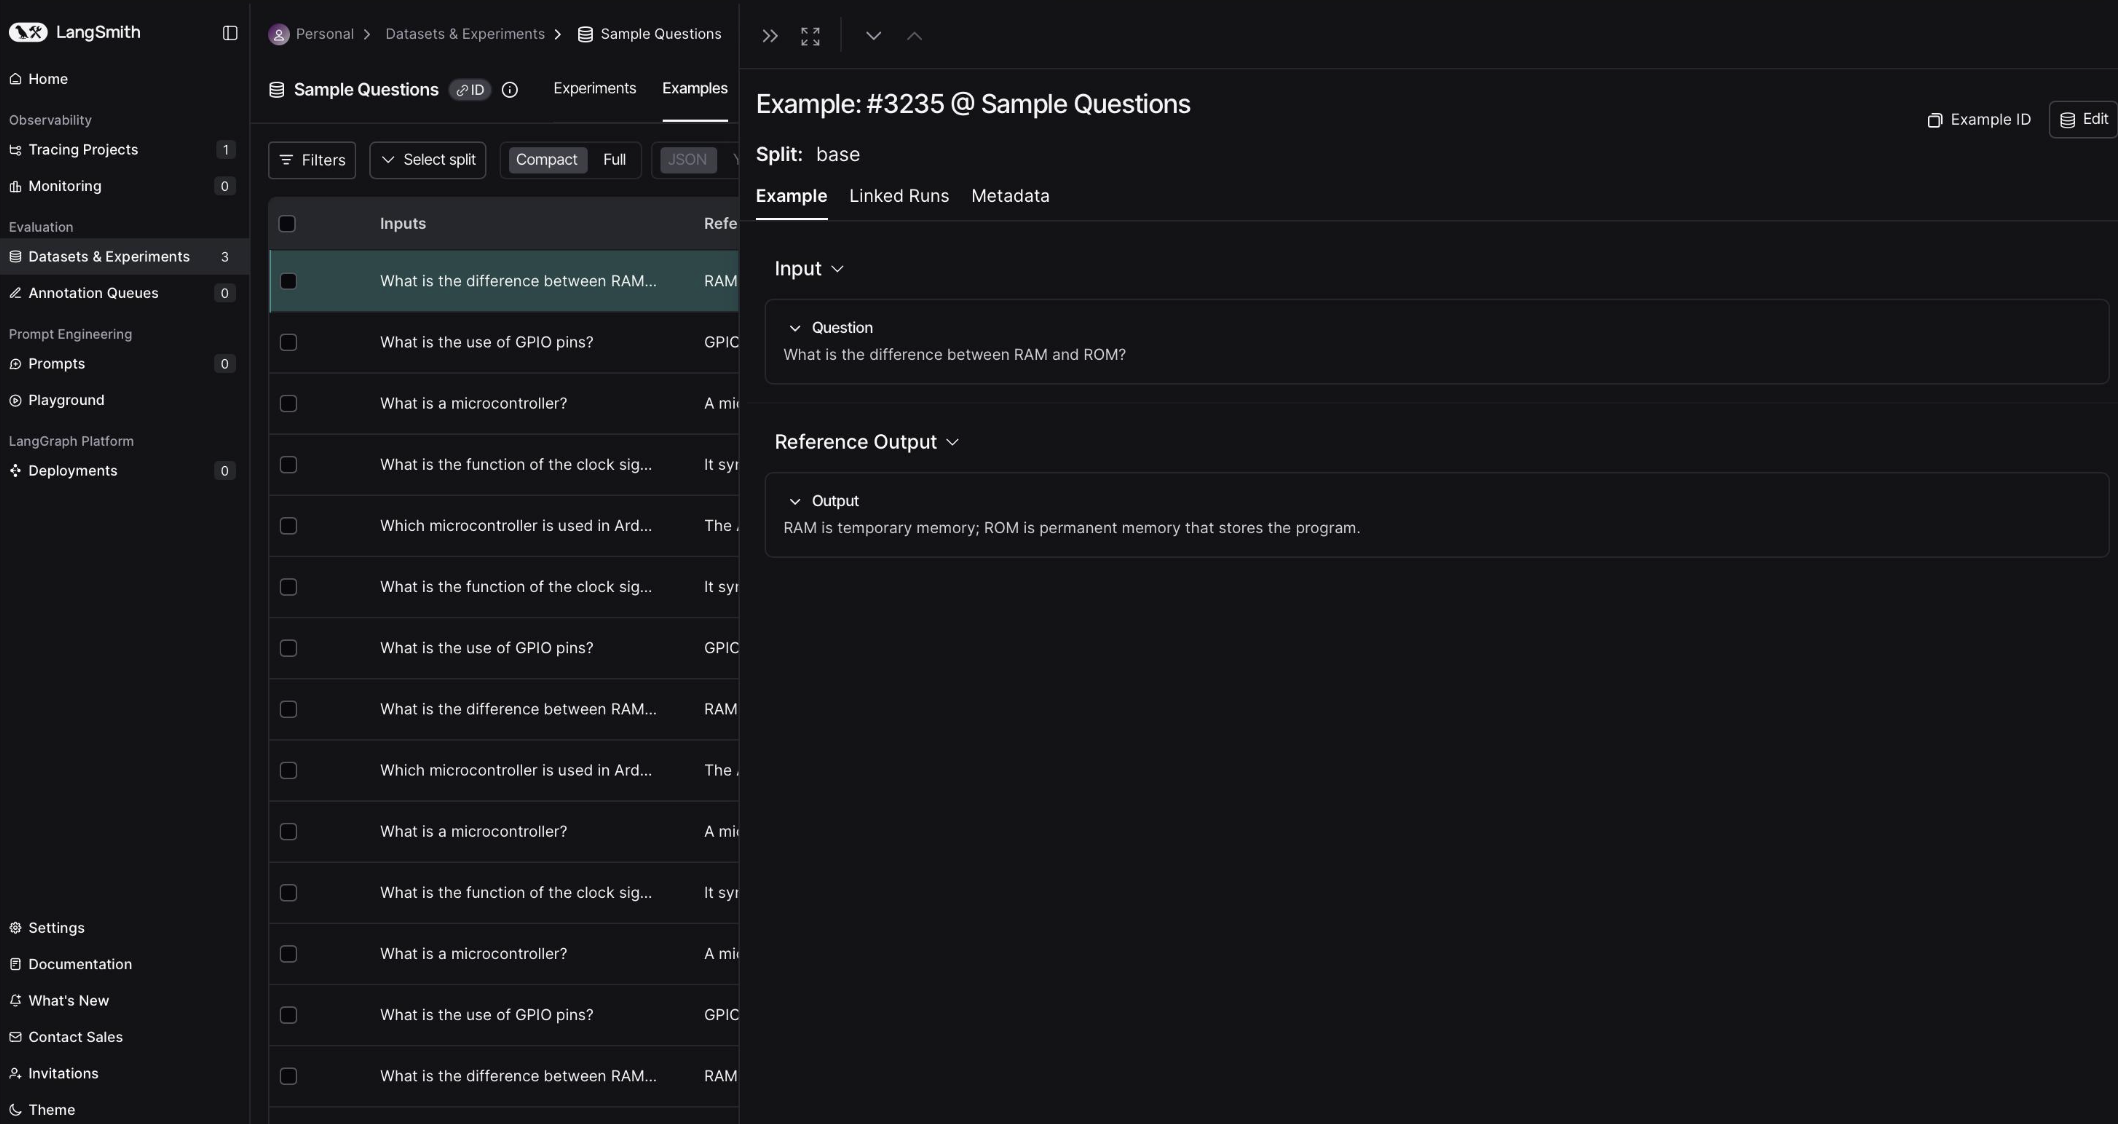 LangSmith
Home
Observability
Tracing Projects 1
Monitoring 0
Evaluation
Datasets & Experiments 3
Annotation Queues 0
Prompt Engineering
Prompts 0
Playground
LangGraph Platform
Deployments 0
Settings
Documentation
What's New
Contact Sales
Invitations
Theme
Personal > Datasets & Experiments > Sample Questions
Sample Questions ID Experiments Examples
Filters Select split Compact Full JSON
Inputs Refe
What is the difference between RAM... RAM
What is the use of GPIO pins? GPIO
What is a microcontroller? A mic
What is the function of the clock sig... It syn
Which microcontroller is used in Ard... The
What is the function of the clock sig... It syn
What is the use of GPIO pins? GPIO
What is the difference between RAM... RAM
Which microcontroller is used in Ard... The
What is a microcontroller? A mic
What is the function of the clock sig... It syn
What is a microcontroller? A mic
What is the use of GPIO pins? GPIO
What is the difference between RAM... RAM
Example: #3235 @ Sample Questions
Example ID Edit
Split: base
Example Linked Runs Metadata
Input
Question
What is the difference between RAM and ROM?
Reference Output
Output
RAM is temporary memory; ROM is permanent memory that stores the program.